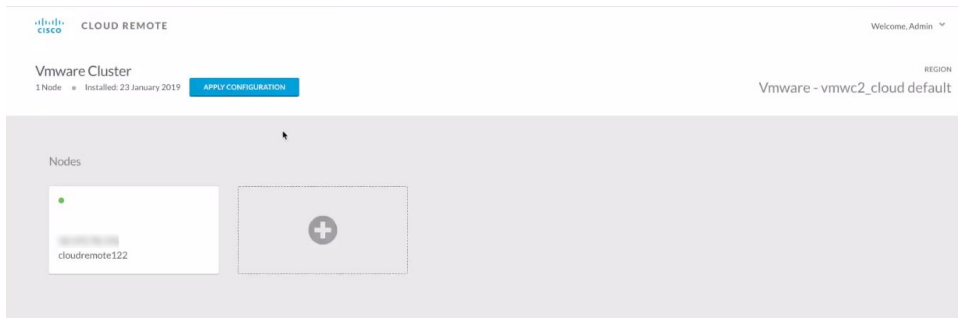 CISCO CLOUD REMOTE
Welcome, Admin
Vmware Cluster
1 Node Installed: 23 January 2019 APPLY CONFIGURATION
REGION
Vmware - vmwc2_cloud default
Nodes
cloudremote122